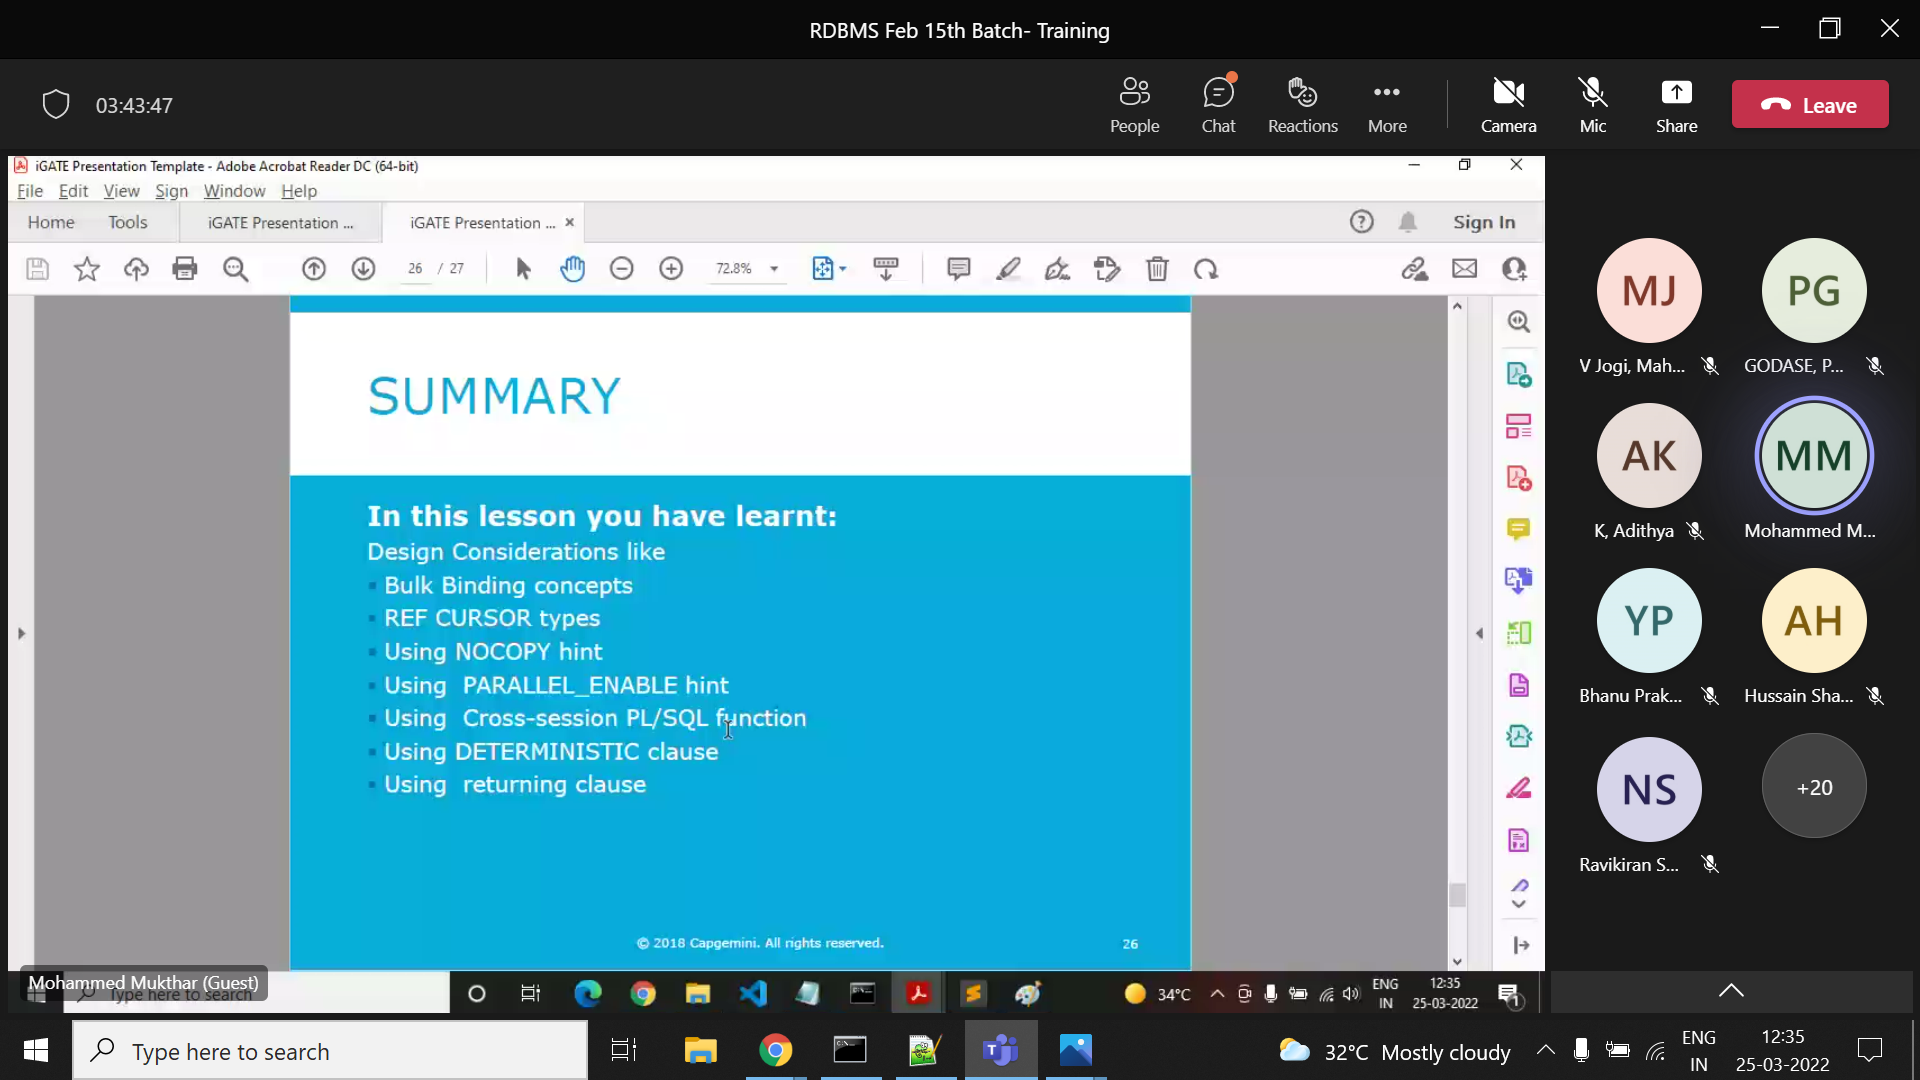 RDBMS Feb 15th Batch- Training
03:43:47
People
Chat
Reactions
More
Camera
Mic
Share
Leave
iGATE Presentation Template - Adobe Acrobat Reader DC (64-bit)
File Edit View Sign Window Help
Home Tools iGATE Presentation ... iGATE Presentation ... Sign In
26 / 27 72.8%
SUMMARY
In this lesson you have learnt:
Design Considerations like
Bulk Binding concepts
REF CURSOR types
Using NOCOPY hint
Using PARALLEL_ENABLE hint
Using Cross-session PL/SQL function
Using DETERMINISTIC clause
Using returning clause
© 2018 Capgemini. All rights reserved.
26
MJ
V Jogi, Mah...
PG
GODASE, P...
AK
K, Adithya
MM
Mohammed M...
YP
Bhanu Prak...
AH
Hussain Sha...
NS
Ravikiran S...
+20
Mohammed Mukthar (Guest)
Type here to search
34°C
ENG
IN
12:35
25-03-2022
1
Type here to search
32°C Mostly cloudy
ENG
IN
12:35
25-03-2022